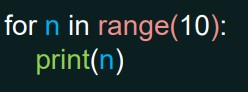 for n in range(10):
    print(n)